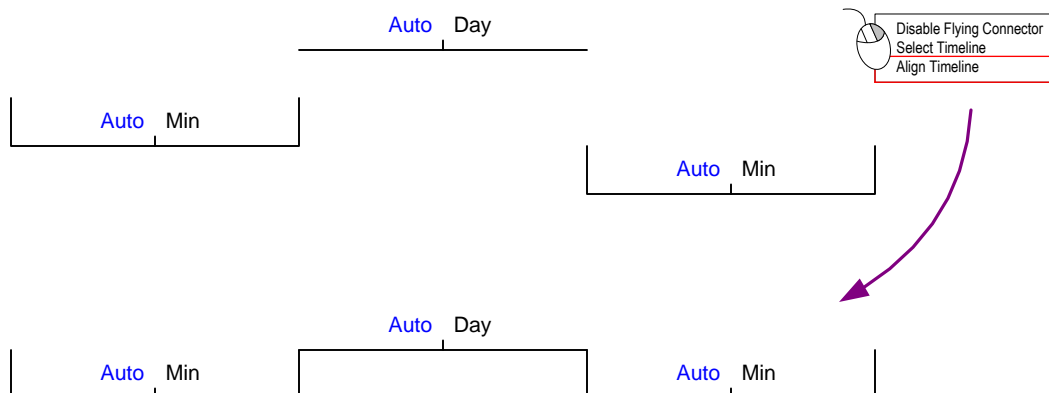 Auto Day
Disable Flying Connector
Select Timeline
Align Timeline
Auto Min
Auto Min
Auto Day
Auto Min
Auto Min